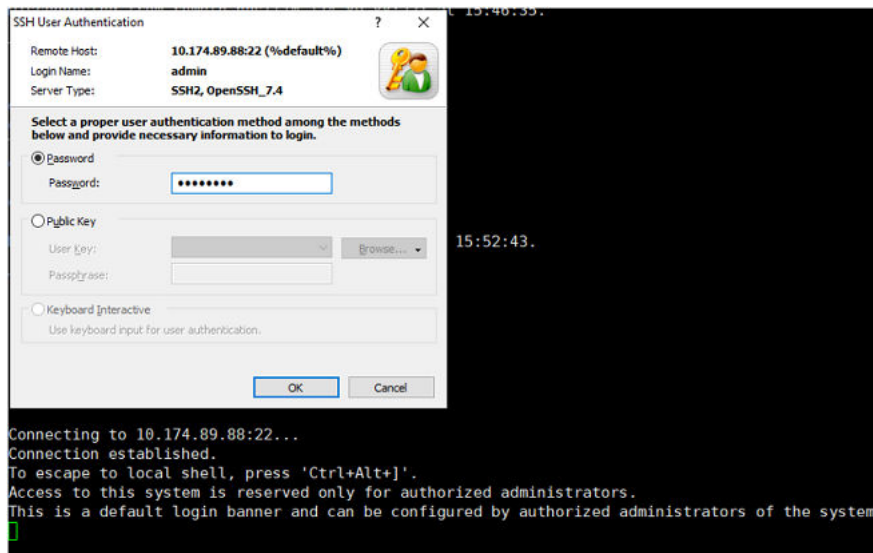 15:46:35.
SSH User Authentication
Remote Host: 10.174.89.88:22 (%default%)
Login Name: admin
Server Type: SSH2, OpenSSH_7.4
Select a proper user authentication method among the methods
below and provide necessary information to login.
Password
Password: ••••••••
Public Key
User Key: Browse...
Passphrase:
15:52:43.
Keyboard Interactive
Use keyboard input for user authentication.
OK Cancel
Connecting to 10.174.89.88:22...
Connection established.
To escape to local shell, press 'Ctrl+Alt+]'.
Access to this system is reserved only for authorized administrators.
This is a default login banner and can be configured by authorized administrators of the system